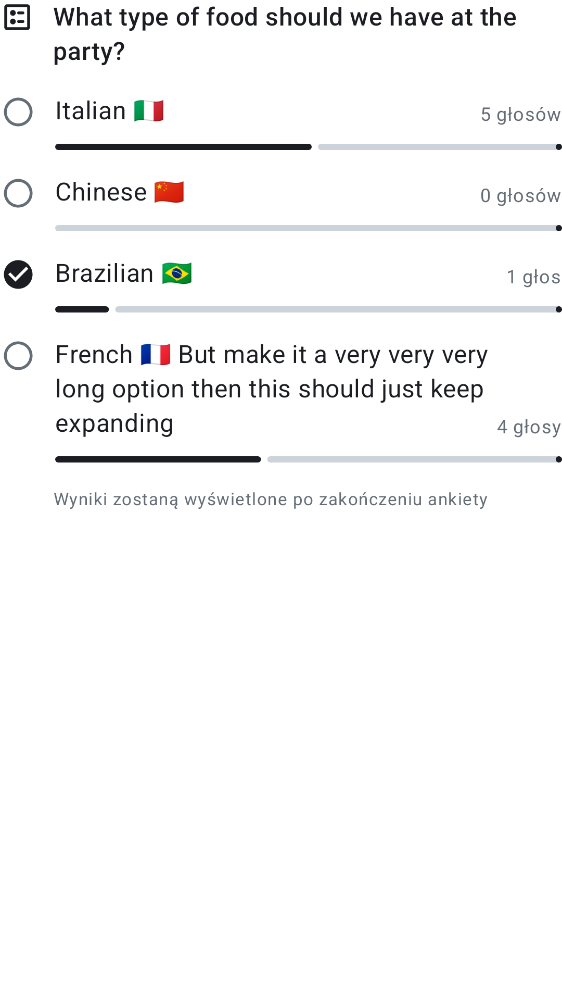 What type of food should we have at the
party?
Italian 🇮🇹
5 głosów
Chinese 🇨🇳
0 głosów
Brazilian 🇧🇷
1 głos
French 🇫🇷 But make it a very very very
long option then this should just keep
expanding
4 głosy
Wyniki zostaną wyświetlone po zakończeniu ankiety